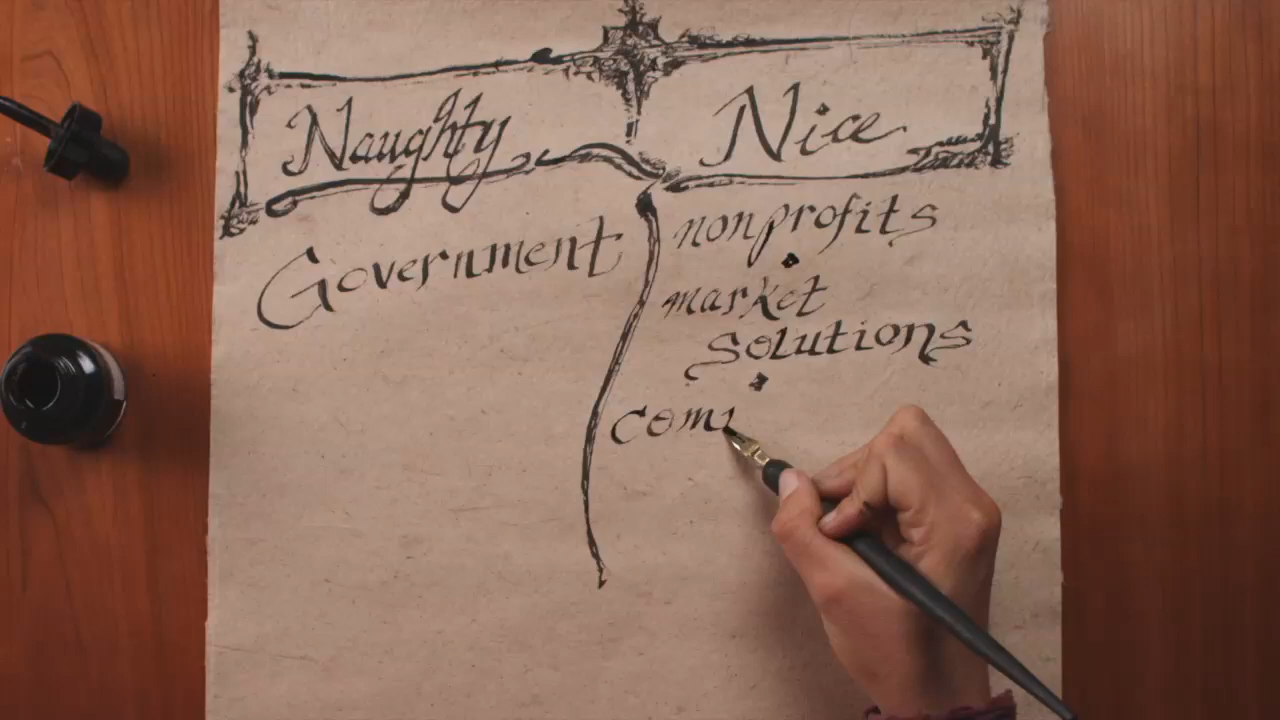 Naughty Nice
Government nonprofits
market
solutions
com